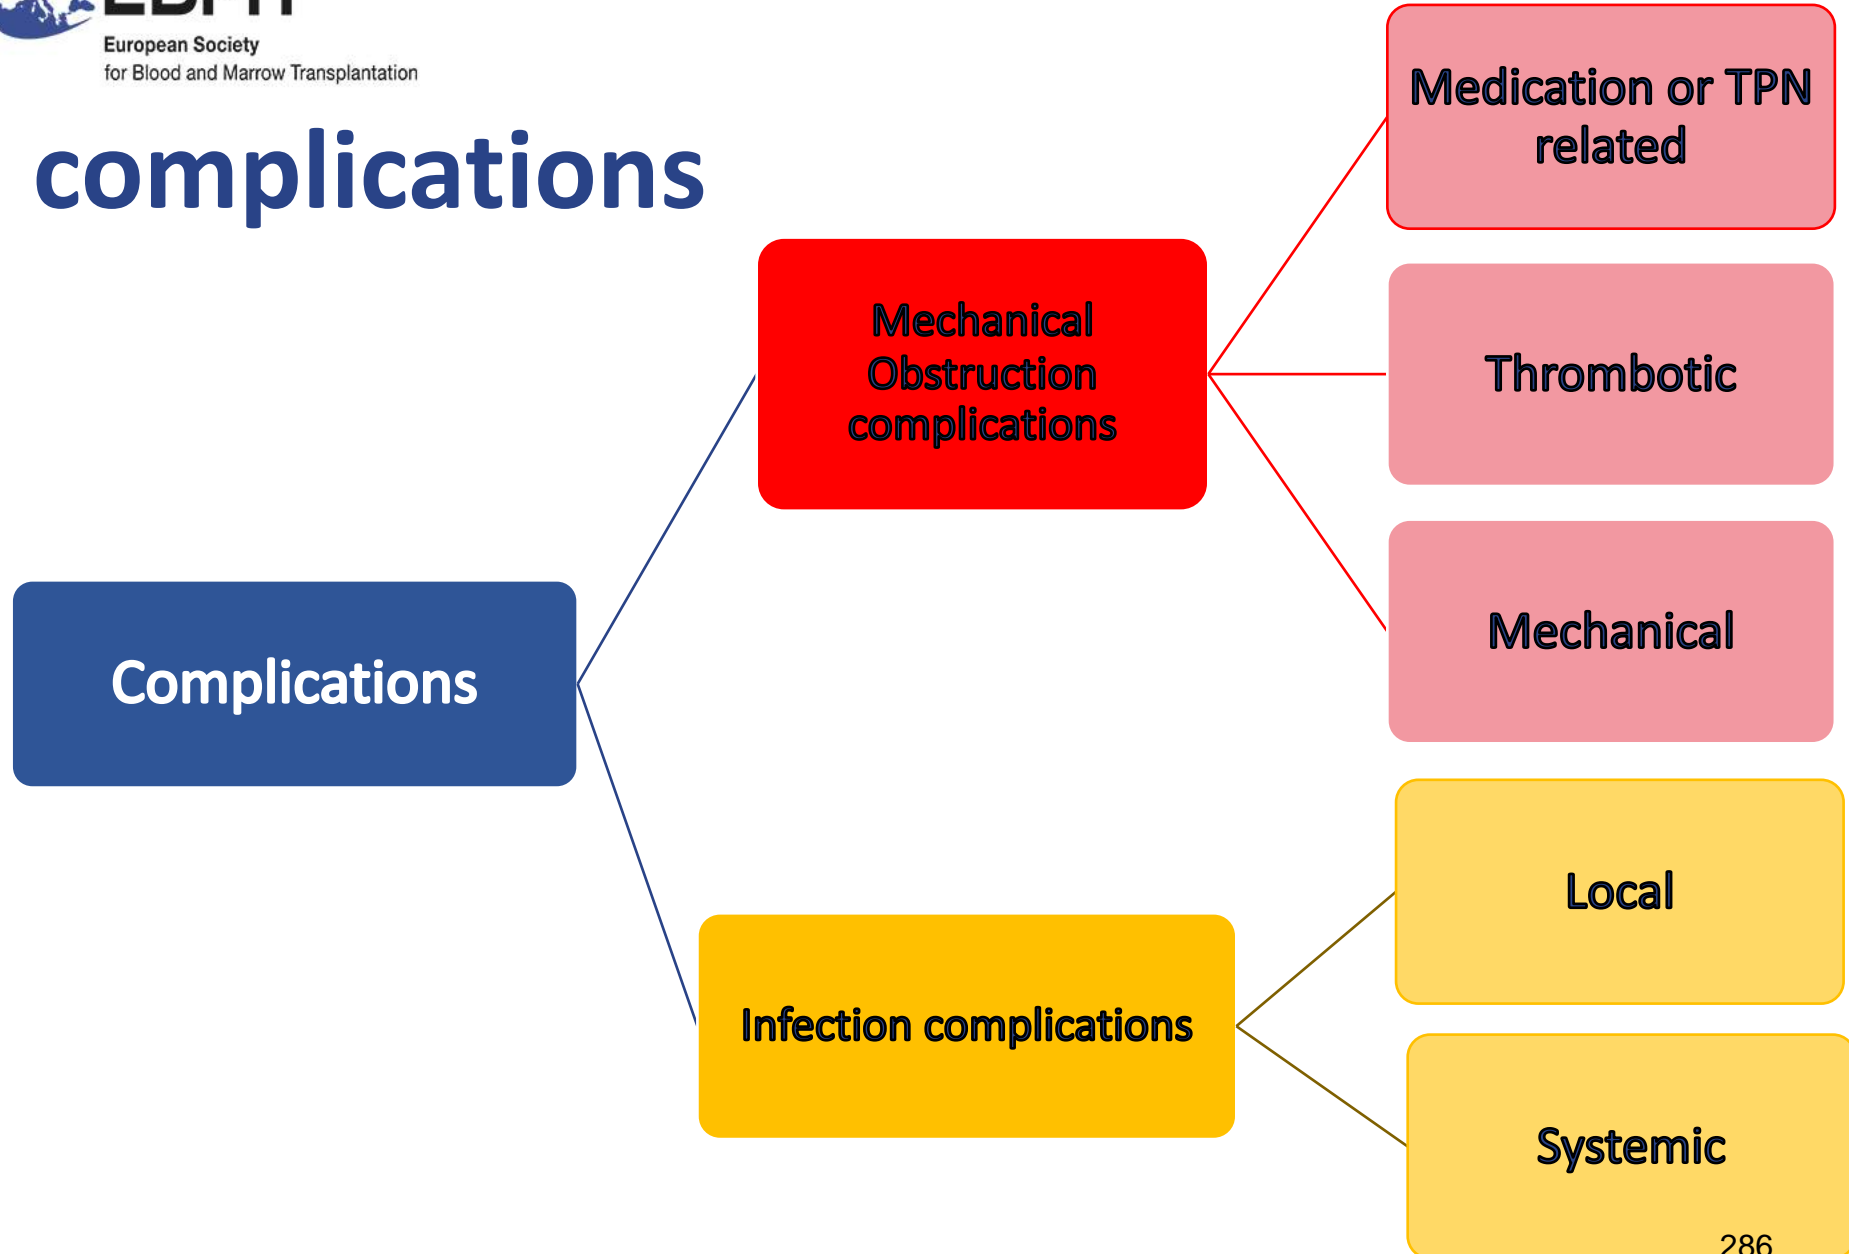 European Society
for Blood and Marrow Transplantation
complications
Medication or TPN
related
Mechanical
Obstruction
complications
Thrombotic
Mechanical
Complications
Local
Infection complications
Systemic
286